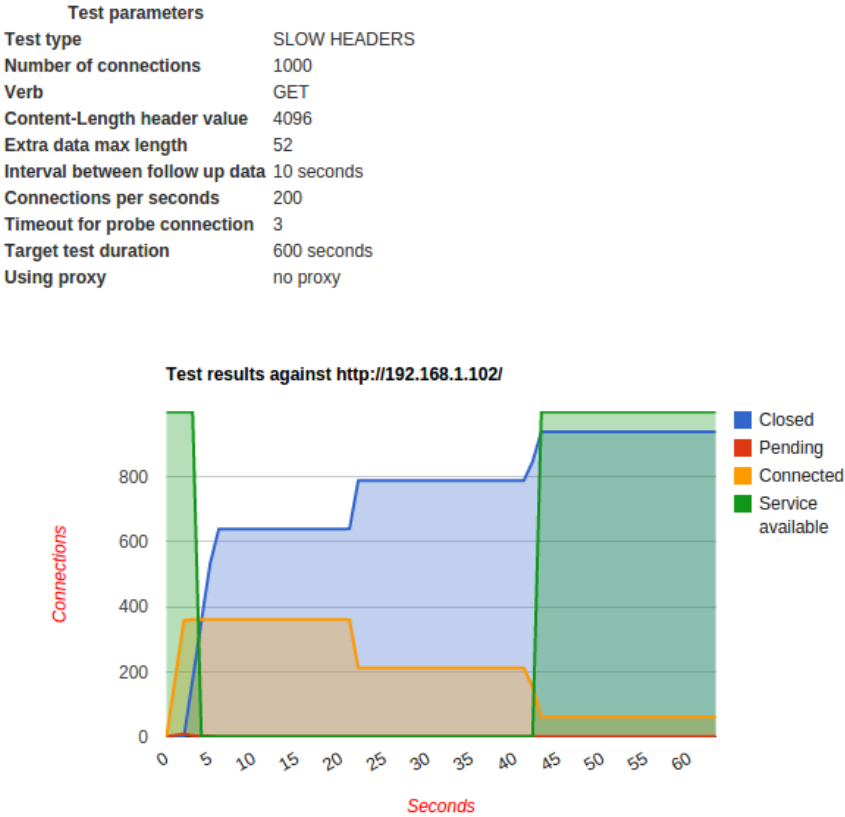 Test parameters
Test type SLOW HEADERS
Number of connections 1000
Verb GET
Content-Length header value 4096
Extra data max length 52
Interval between follow up data 10 seconds
Connections per seconds 200
Timeout for probe connection 3
Target test duration 600 seconds
Using proxy no proxy
Test results against http://192.168.1.102/
Closed
Pending
Connected
Service
available
800
600
400
200
0
Connections
0 5 10 15 20 25 30 35 40 45 50 55 60
Seconds